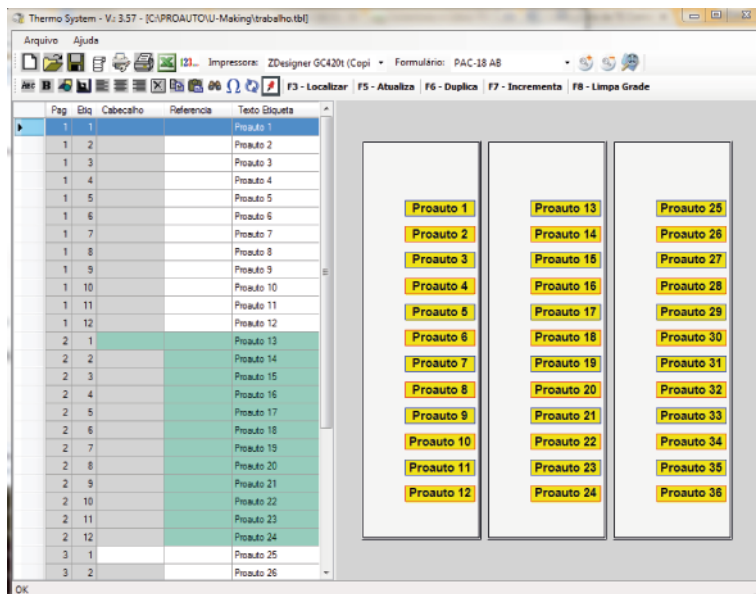 Thermo System - V.: 3.57 - [C:\PROAUTO\U-Making\trabalho.tbl]
Arquivo Ajuda
123... Impressora: ZDesigner GC420t (Copi Formulário: PAC-18 AB
ABC B F3 - Localizar F5 - Atualiza F6 - Duplica F7 - Incrementa F8 - Limpa Grade
Pag Etiq Cabecalho Referencia Texto Etiqueta
1 1 Proauto 1
1 2 Proauto 2
1 3 Proauto 3
1 4 Proauto 4
1 5 Proauto 5
1 6 Proauto 6
1 7 Proauto 7
1 8 Proauto 8
1 9 Proauto 9
1 10 Proauto 10
1 11 Proauto 11
1 12 Proauto 12
2 1 Proauto 13
2 2 Proauto 14
2 3 Proauto 15
2 4 Proauto 16
2 5 Proauto 17
2 6 Proauto 18
2 7 Proauto 19
2 8 Proauto 20
2 9 Proauto 21
2 10 Proauto 22
2 11 Proauto 23
2 12 Proauto 24
3 1 Proauto 25
3 2 Proauto 26
Proauto 1 Proauto 13 Proauto 25
Proauto 2 Proauto 14 Proauto 26
Proauto 3 Proauto 15 Proauto 27
Proauto 4 Proauto 16 Proauto 28
Proauto 5 Proauto 17 Proauto 29
Proauto 6 Proauto 18 Proauto 30
Proauto 7 Proauto 19 Proauto 31
Proauto 8 Proauto 20 Proauto 32
Proauto 9 Proauto 21 Proauto 33
Proauto 10 Proauto 22 Proauto 34
Proauto 11 Proauto 23 Proauto 35
Proauto 12 Proauto 24 Proauto 36
OK